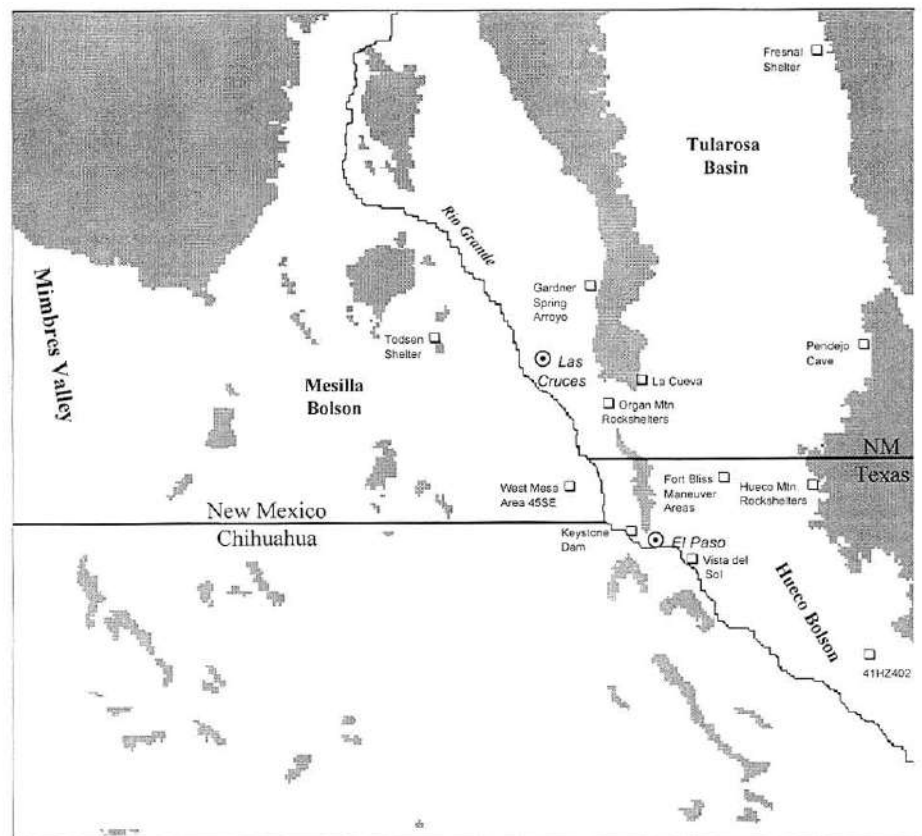 Fresnal
Shelter
Tularosa
Basin
Rio Grande
Mimbres Valley
Gardner
Spring
Arroyo
Todsen
Shelter
Pendejo
Cave
Las
Cruces
Mesilla
Bolson
La Cueva
Organ Mtn
Rockshelters
NM
Texas
West Mesa
Area 45SE
Fort Bliss
Maneuver
Areas
Hueco Mtn.
Rockshelters
New Mexico
Chihuahua
Keystone
Dam
El Paso
Vista del
Sol
Hueco Bolson
41HZ402